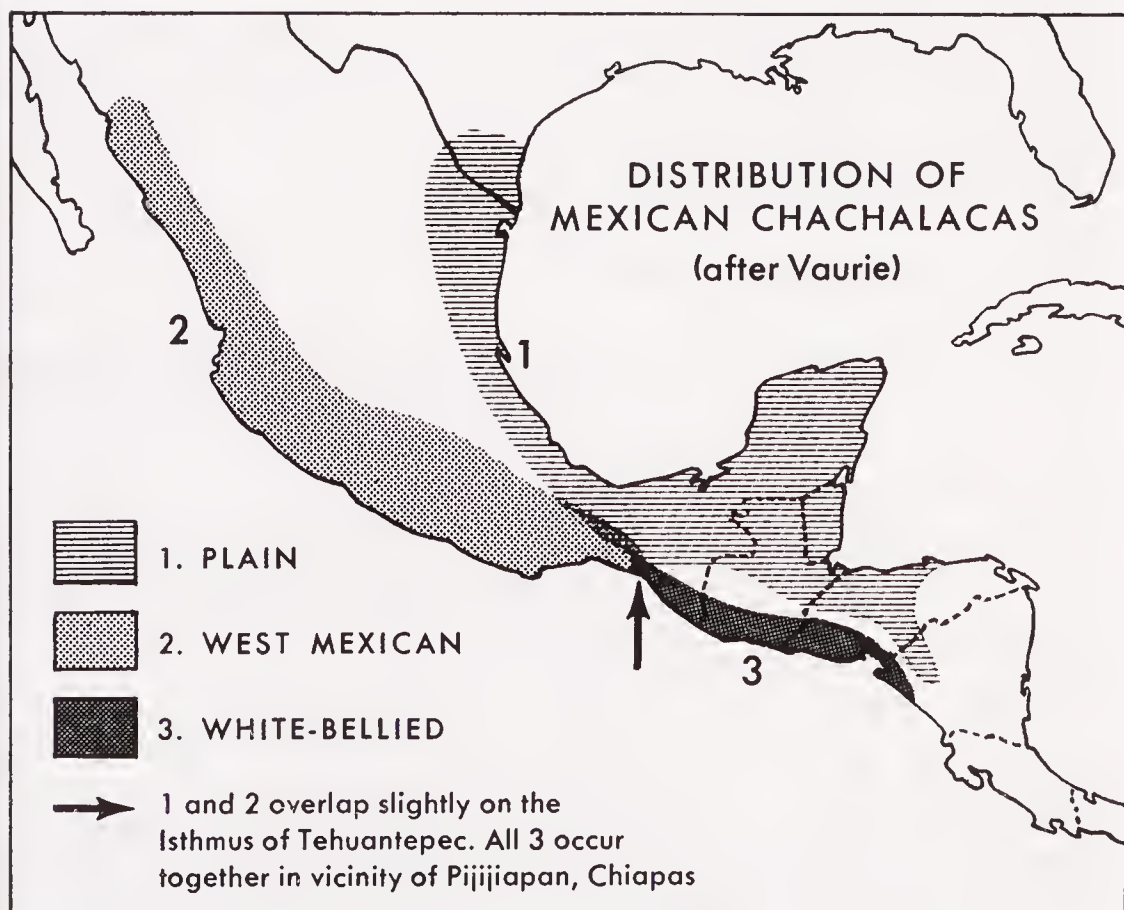 DISTRIBUTION OF
MEXICAN CHACHALACAS
(after Vaurie)
2
1
3
1. PLAIN
2. WEST MEXICAN
3. WHITE-BELLIED
1 and 2 overlap slightly on the
Isthmus of Tehuantepec. All 3 occur
together in vicinity of Pijijiapan, Chiapas